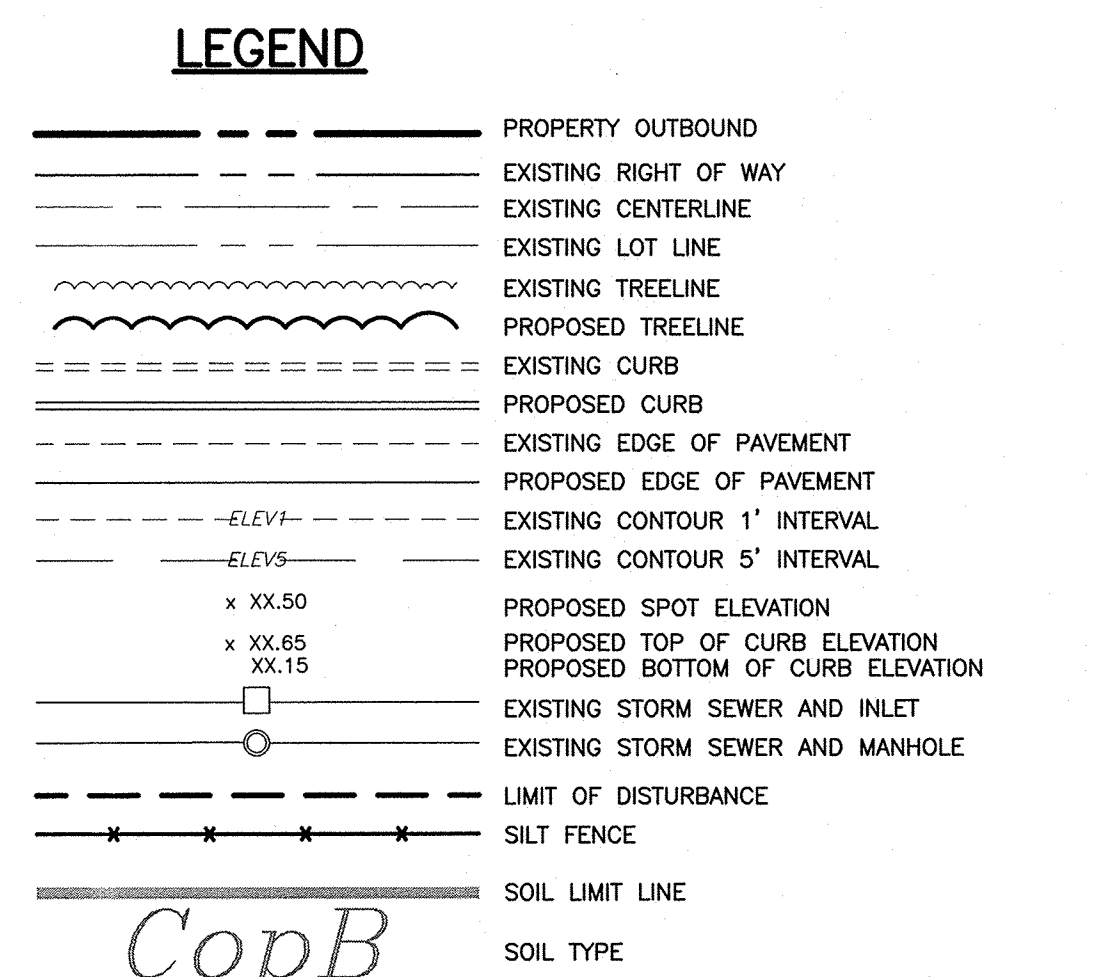 LEGEND
PROPERTY OUTBOUND
EXISTING RIGHT OF WAY
EXISTING CENTERLINE
EXISTING LOT LINE
EXISTING TREELINE
PROPOSED TREELINE
EXISTING CURB
PROPOSED CURB
EXISTING EDGE OF PAVEMENT
PROPOSED EDGE OF PAVEMENT
ELEV1 EXISTING CONTOUR 1' INTERVAL
ELEV5 EXISTING CONTOUR 5' INTERVAL
x XX.50 PROPOSED SPOT ELEVATION
x XX.65 PROPOSED TOP OF CURB ELEVATION
XX.15 PROPOSED BOTTOM OF CURB ELEVATION
EXISTING STORM SEWER AND INLET
EXISTING STORM SEWER AND MANHOLE
LIMIT OF DISTURBANCE
SILT FENCE
SOIL LIMIT LINE
CopB SOIL TYPE